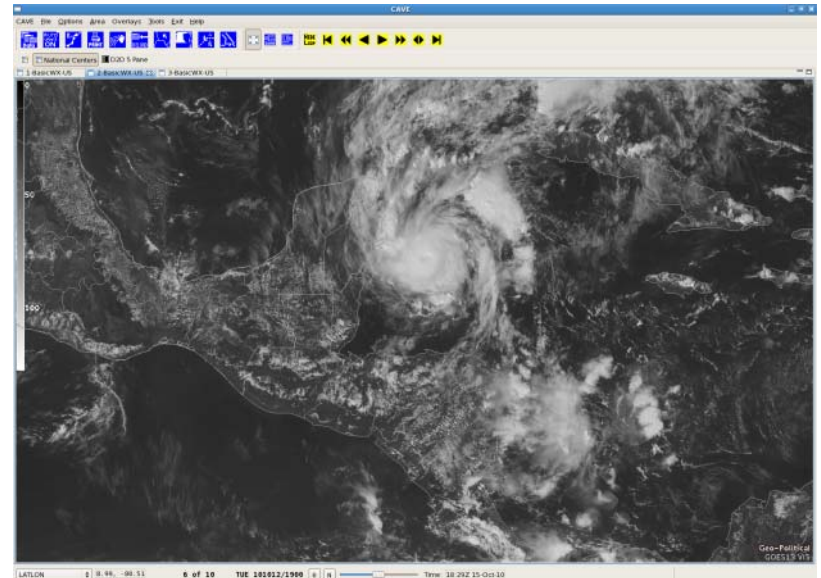 CAVE
CAVE File Options Area Overlays Tools Exit Help
National Centers D2D 5 Pane
1-BasicWX-US 2-BasicWX-US 3-BasicWX-US
0
50
100
Geo-Political
GOES13 VIS
LATLON 6 of 10 TUE 101012/1900 Time: 18:29Z 15-Oct-10